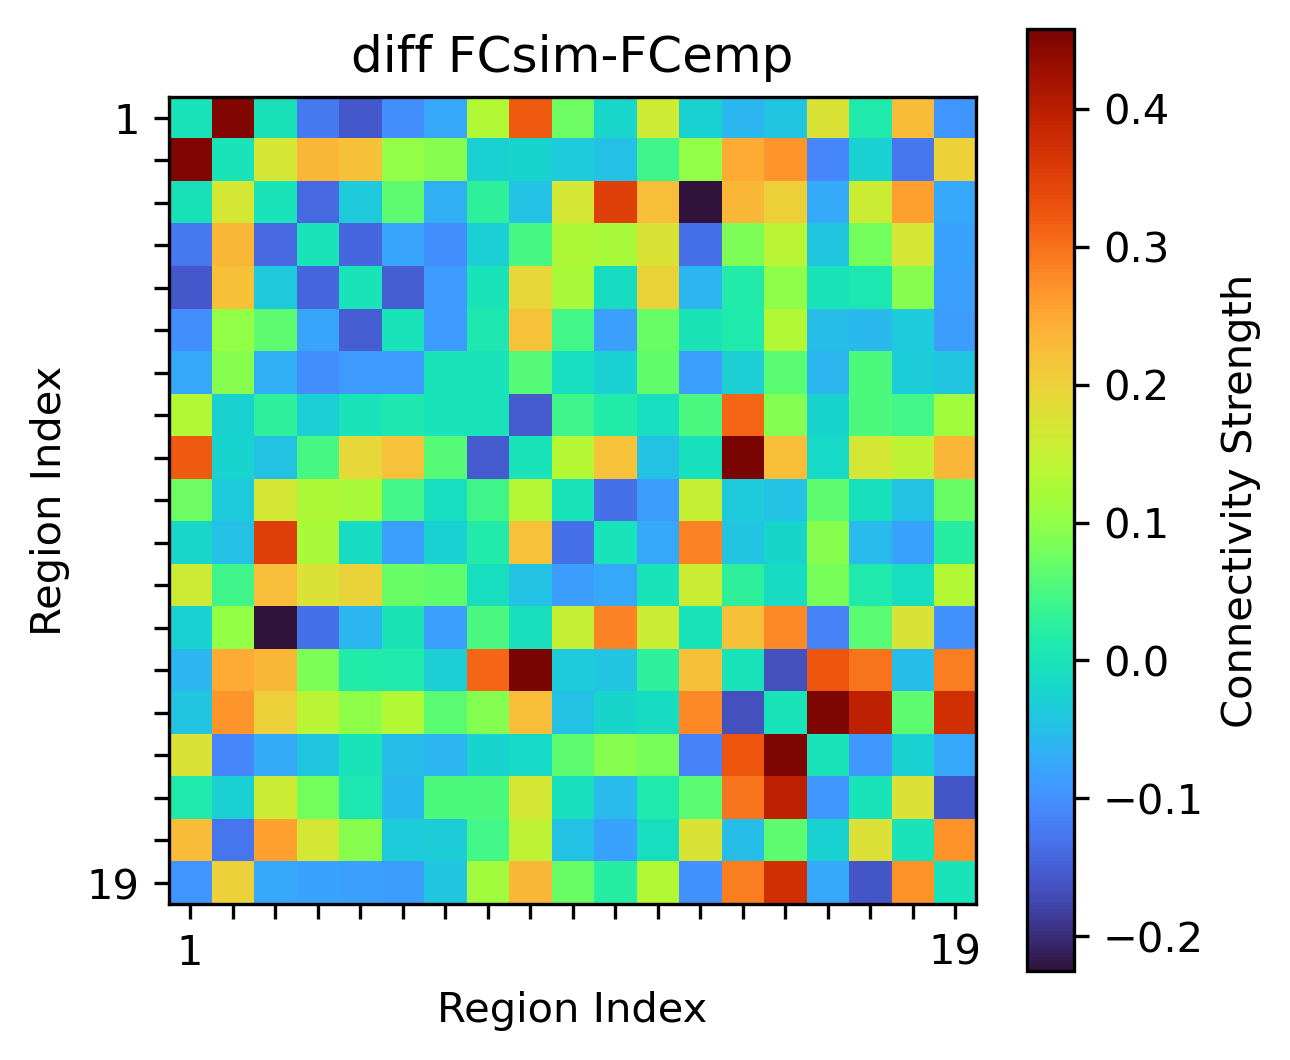 diff FCsim-FCemp
1
19
1
19
Region Index
Region Index
0.4
0.3
0.2
0.1
0.0
−0.1
−0.2
Connectivity Strength